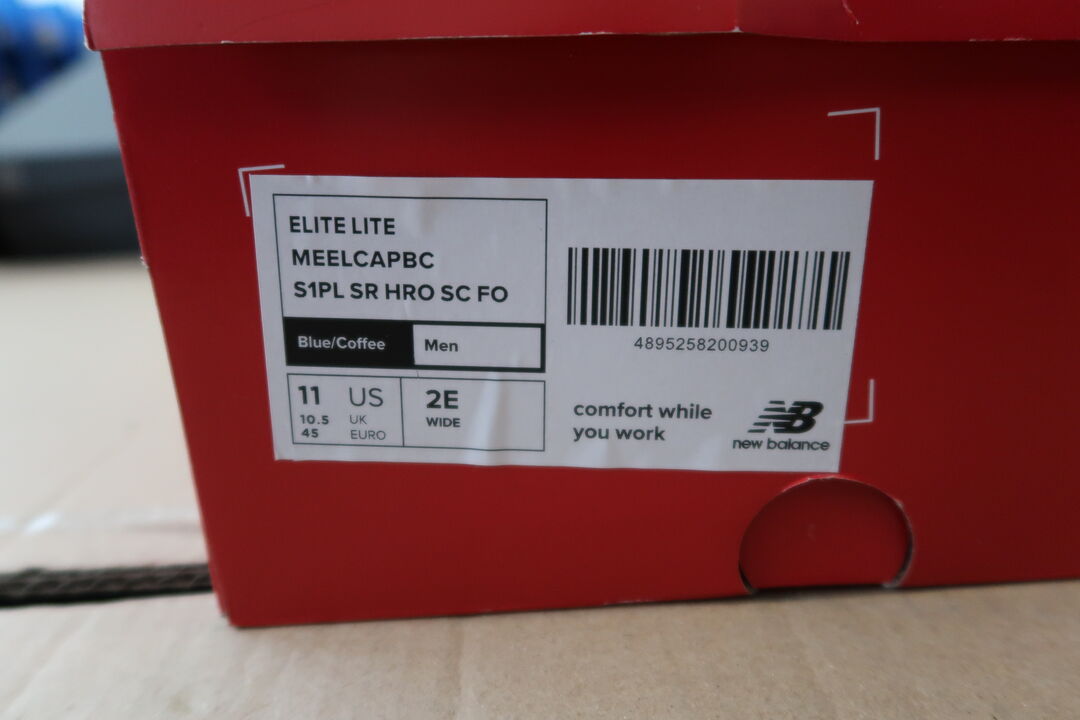 ELITE LITE
MEELCAPBC
S1PL SR HRO SC FO
Blue/Coffee
Men
11 US
10.5 UK
45 EURO
2E
WIDE
4895258200939
comfort while
you work
NB
new balance